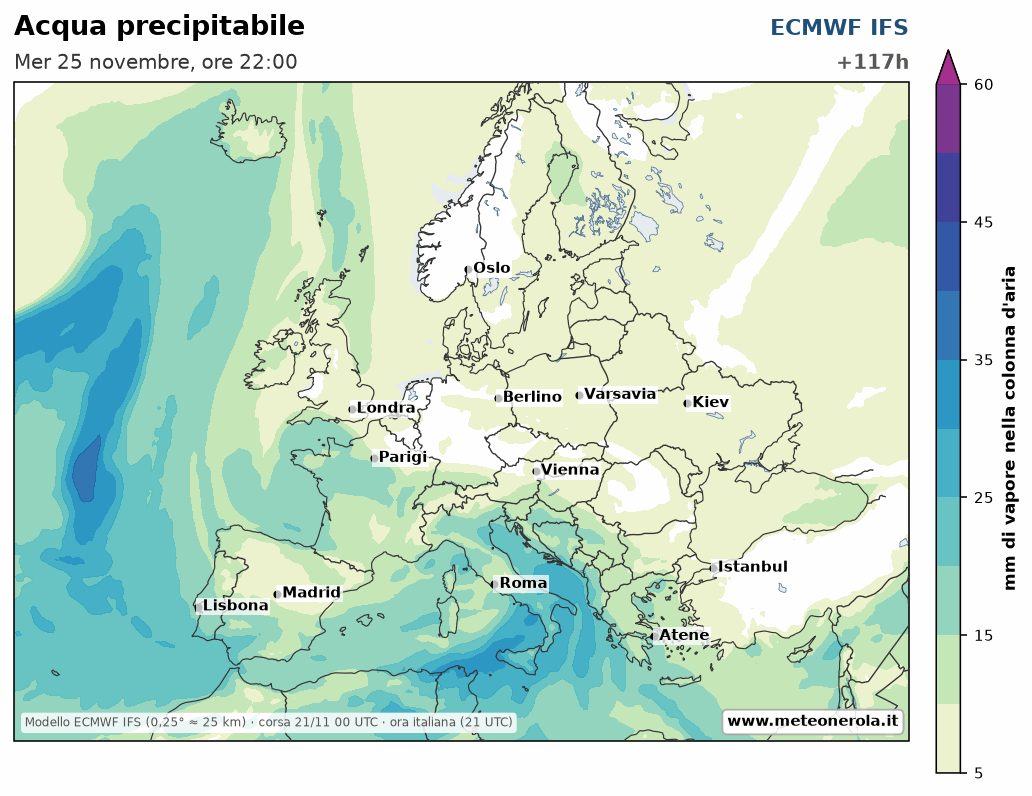 Acqua precipitabile
ECMWF IFS
Mer 25 novembre, ore 22:00
+117h
60
45
35
25
15
5
mm di vapore nella colonna d'aria
Oslo
Berlino
Varsavia
Kiev
Londra
Parigi
Vienna
Istanbul
Roma
Madrid
Lisbona
Atene
Modello ECMWF IFS (0,25° ≈ 25 km) · corsa 21/11 00 UTC · ora italiana (21 UTC)
www.meteonerola.it